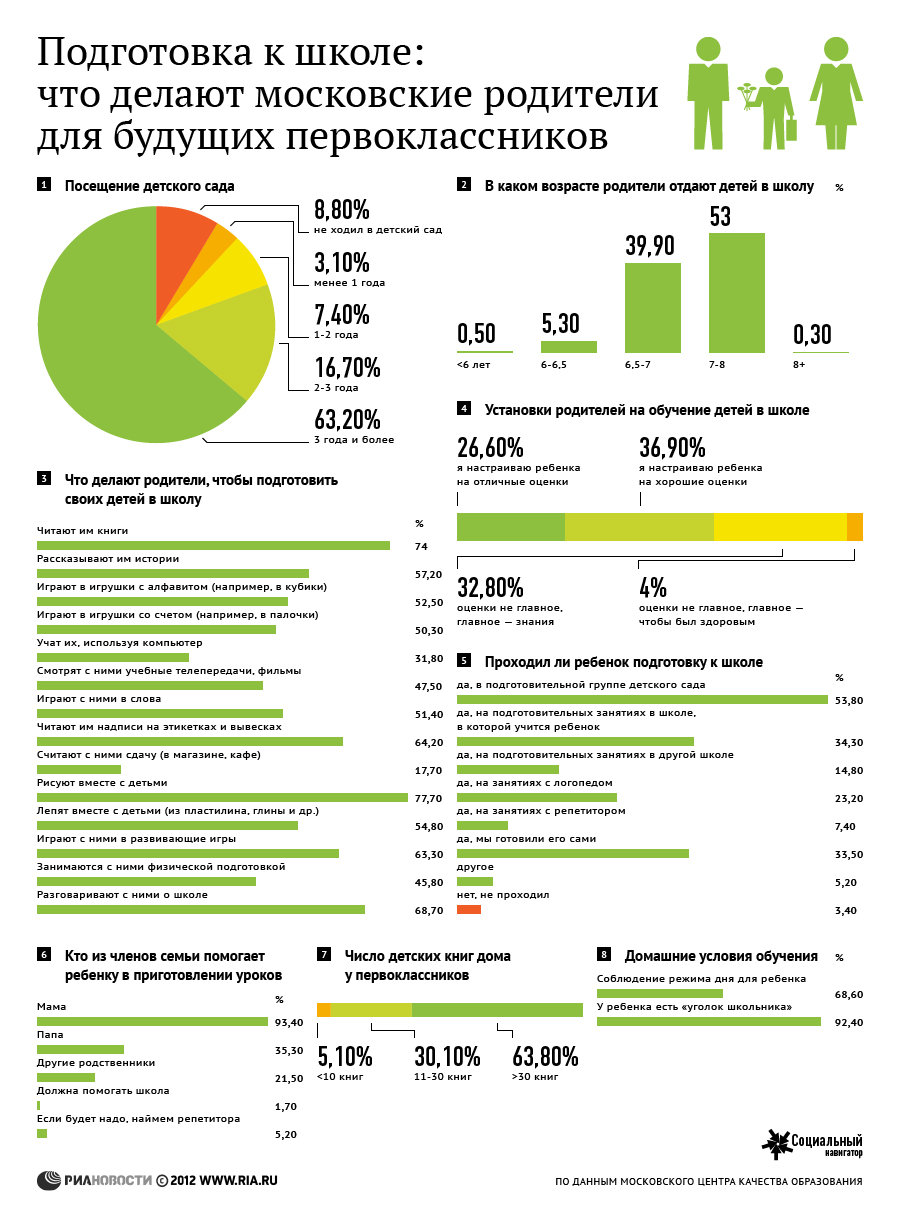 Подготовка к школе:
что делают московские родители
для будущих первоклассников
1 Посещение детского сада
8,80%
не ходил в детский сад
3,10%
менее 1 года
7,40%
1-2 года
16,70%
2-3 года
63,20%
3 года и более
2 В каком возрасте родители отдают детей в школу %
0,50
<6 лет
5,30
6-6,5
39,90
6,5-7
53
7-8
0,30
8+
3 Что делают родители, чтобы подготовить
своих детей в школу
%
Читают им книги
74
Рассказывают им истории
57,20
Играют в игрушки с алфавитом (например, в кубики)
52,50
Играют в игрушки со счетом (например, в палочки)
50,30
Учат их, используя компьютер
31,80
Смотрят с ними учебные телепередачи, фильмы
47,50
Играют с ними в слова
51,40
Читают им надписи на этикетках и вывесках
64,20
Считают с ними сдачу (в магазине, кафе)
17,70
Рисуют вместе с детьми
77,70
Лепят вместе с детьми (из пластилина, глины и др.)
54,80
Играют с ними в развивающие игры
63,30
Занимаются с ними физической подготовкой
45,80
Разговаривают с ними о школе
68,70
4 Установки родителей на обучение детей в школе
26,60%
я настраиваю ребенка
на отличные оценки
36,90%
я настраиваю ребенка
на хорошие оценки
32,80%
оценки не главное,
главное — знания
4%
оценки не главное, главное —
чтобы был здоровым
5 Проходил ли ребенок подготовку к школе
%
да, в подготовительной группе детского сада
53,80
да, на подготовительных занятиях в школе,
в которой учится ребенок
34,30
да, на подготовительных занятиях в другой школе
14,80
да, на занятиях с логопедом
23,20
да, на занятиях с репетитором
7,40
да, мы готовили его сами
33,50
другое
5,20
нет, не проходил
3,40
6 Кто из членов семьи помогает
ребенку в приготовлении уроков
%
Мама
93,40
Папа
35,30
Другие родственники
21,50
Должна помогать школа
1,70
Если будет надо, наймем репетитора
5,20
7 Число детских книг дома
у первоклассников
5,10%
<10 книг
30,10%
11-30 книг
63,80%
>30 книг
8 Домашние условия обучения %
Соблюдение режима дня для ребенка
68,60
У ребенка есть «уголок школьника»
92,40
Социальный
навигатор
РИАНОВОСТИ © 2012 WWW.RIA.RU
ПО ДАННЫМ МОСКОВСКОГО ЦЕНТРА КАЧЕСТВА ОБРАЗОВАНИЯ